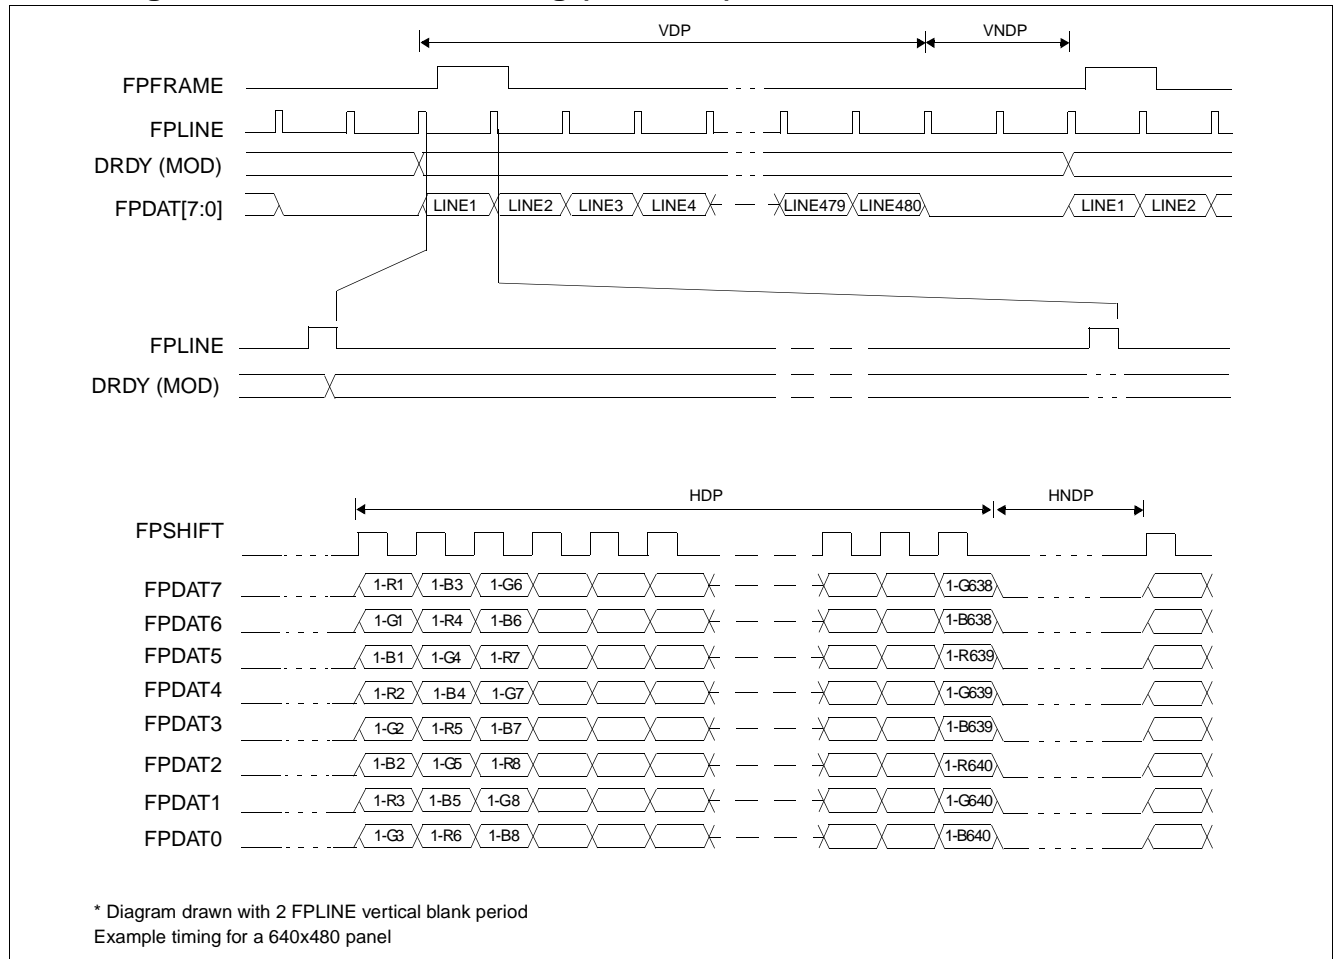 VDP VNDP
FPFRAME
FPLINE
DRDY (MOD)
FPDAT[7:0] LINE1 LINE2 LINE3 LINE4 LINE479 LINE480 LINE1 LINE2
FPLINE
DRDY (MOD)
HDP HNDP
FPSHIFT
FPDAT7 1-R1 1-B3 1-G6 1-G638
FPDAT6 1-G1 1-R4 1-B6 1-B638
FPDAT5 1-B1 1-G4 1-R7 1-R639
FPDAT4 1-R2 1-B4 1-G7 1-G639
FPDAT3 1-G2 1-R5 1-B7 1-B639
FPDAT2 1-B2 1-G5 1-R8 1-R640
FPDAT1 1-R3 1-B5 1-G8 1-G640
FPDAT0 1-G3 1-R6 1-B8 1-B640
* Diagram drawn with 2 FPLINE vertical blank period
Example timing for a 640x480 panel